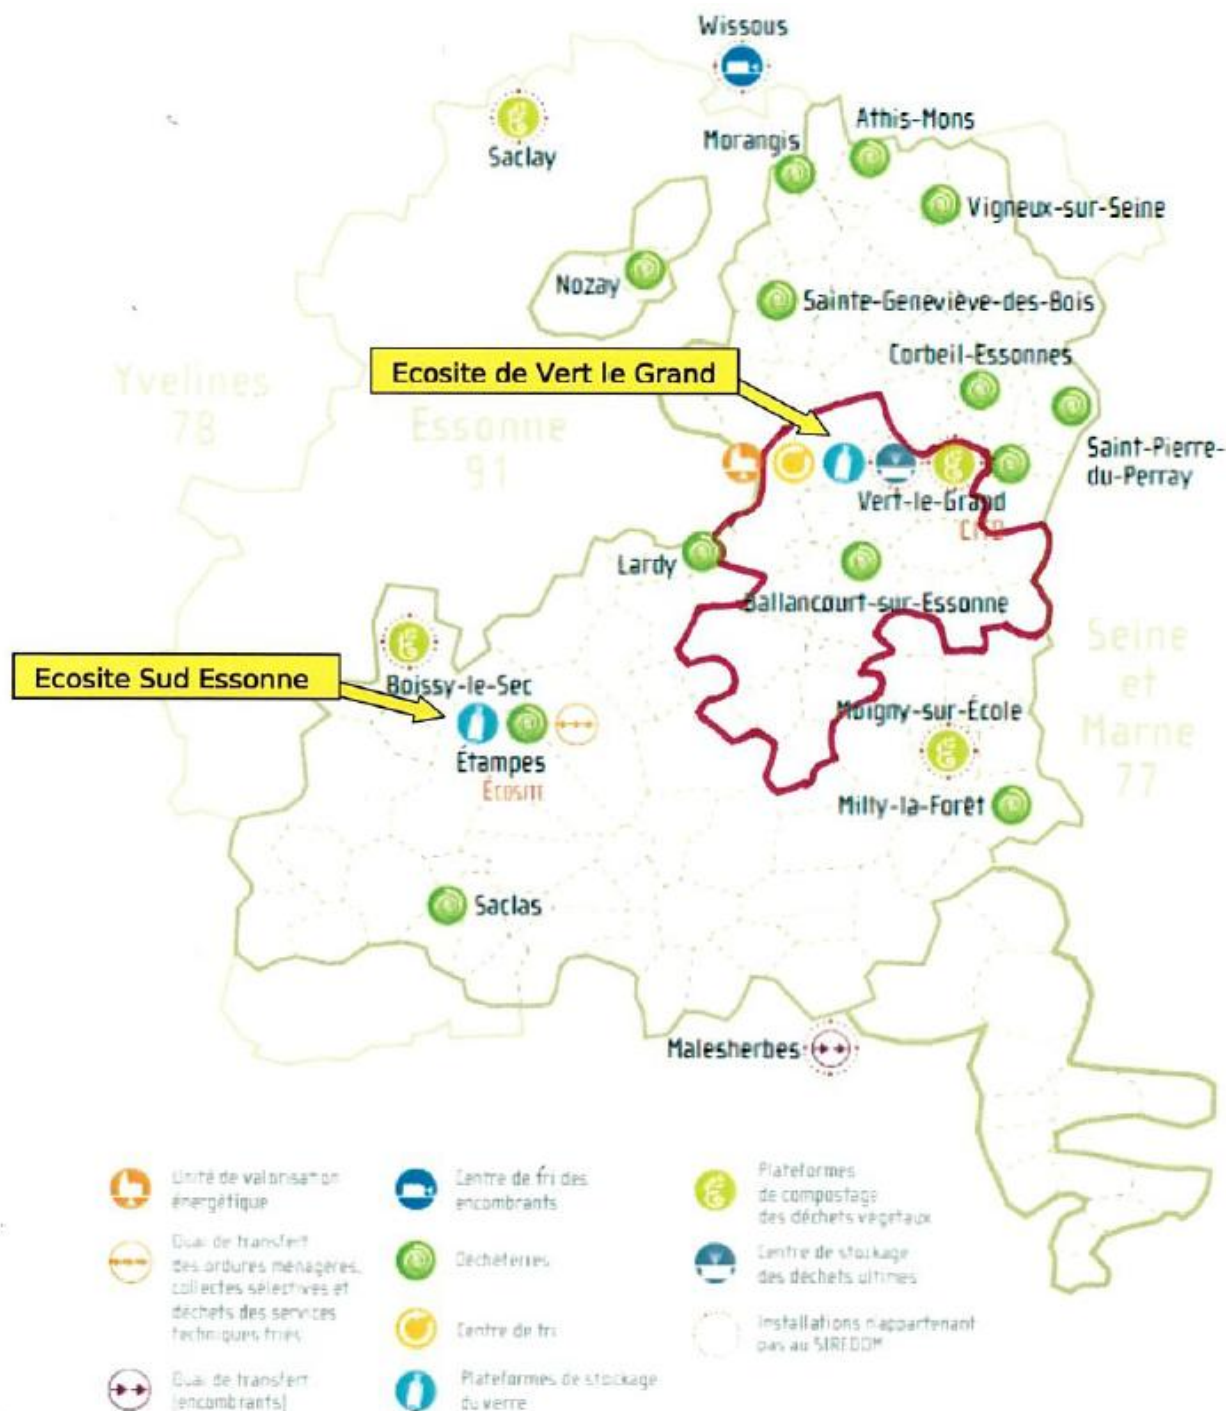 Wissous
Saclay
Morangis
Athis-Mons
Vigneux-sur-Seine
Nozay
Sainte-Geneviève-des-Bois
Corbeil-Essonnes
Yvelines
78
Ecosite de Vert le Grand
Essonne
91
Saint-Pierre-
du-Perray
Vert-le-Grand
CITD
Lardy
Ballancourt-sur-Essonne
Seine
et
Marne
77
Ecosite Sud Essonne
Boissy-le-Sec
Étampes
Écosite
Moigny-sur-École
Milly-la-Forêt
Saclas
Malesherbes
Unité de valorisation
énergétique
Quai de transfert
des ordures ménagères,
collectes sélectives et
déchets des services
techniques triés
Quai de transfert
(encombrants)
Centre de tri des
encombrants
Déchèteries
Centre de tri
Plateformes de stockage
du verre
Plateformes
de compostage
des déchets végétaux
Centre de stockage
des déchets ultimes
Installations n'appartenant
pas au SIREDOM